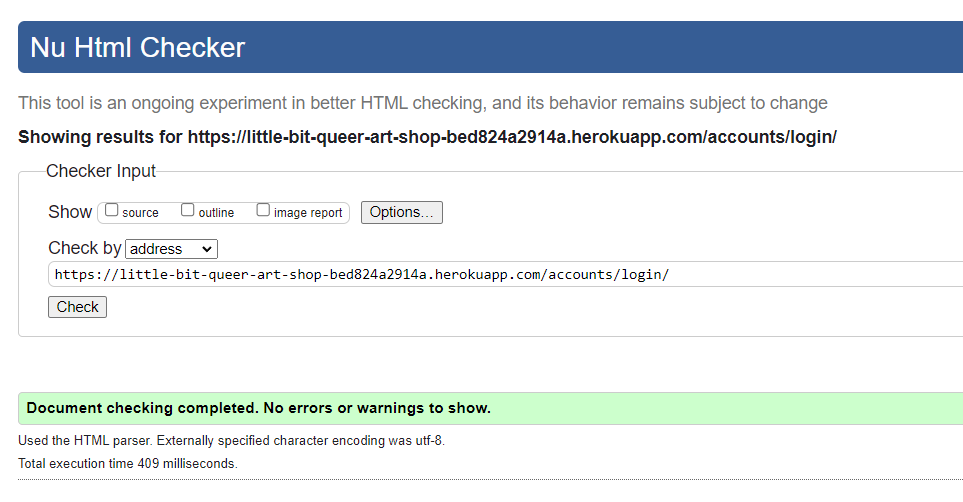 Nu Html Checker
This tool is an ongoing experiment in better HTML checking, and its behavior remains subject to change
Showing results for https://little-bit-queer-art-shop-bed824a2914a.herokuapp.com/accounts/login/
Checker Input
Show source outline image report Options...
Check by address
https://little-bit-queer-art-shop-bed824a2914a.herokuapp.com/accounts/login/
Check
Document checking completed. No errors or warnings to show.
Used the HTML parser. Externally specified character encoding was utf-8.
Total execution time 409 milliseconds.